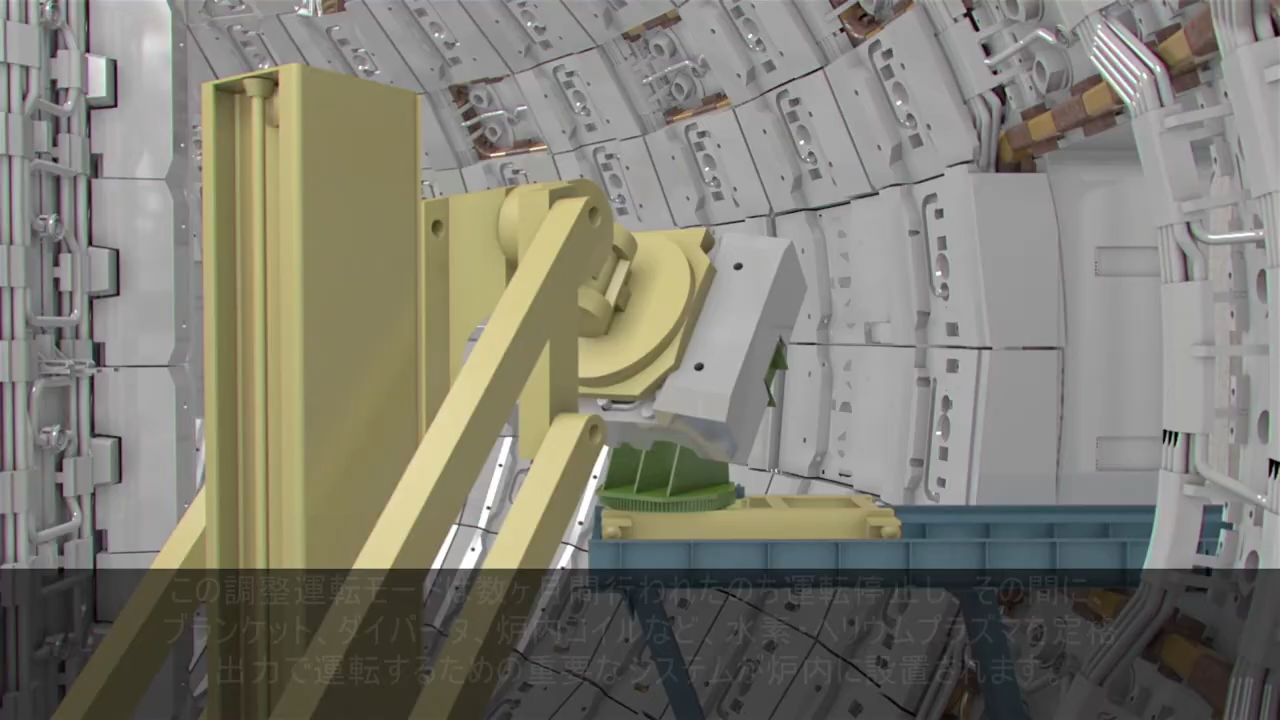 この調整運転モードは数ヶ月間行われたのち運転停止し、その間に
ブランケット、ダイバータ、炉内コイルなど、水素・ヘリウムプラズマを定格
出力で運転するための重要なシステムが炉内に設置されます。